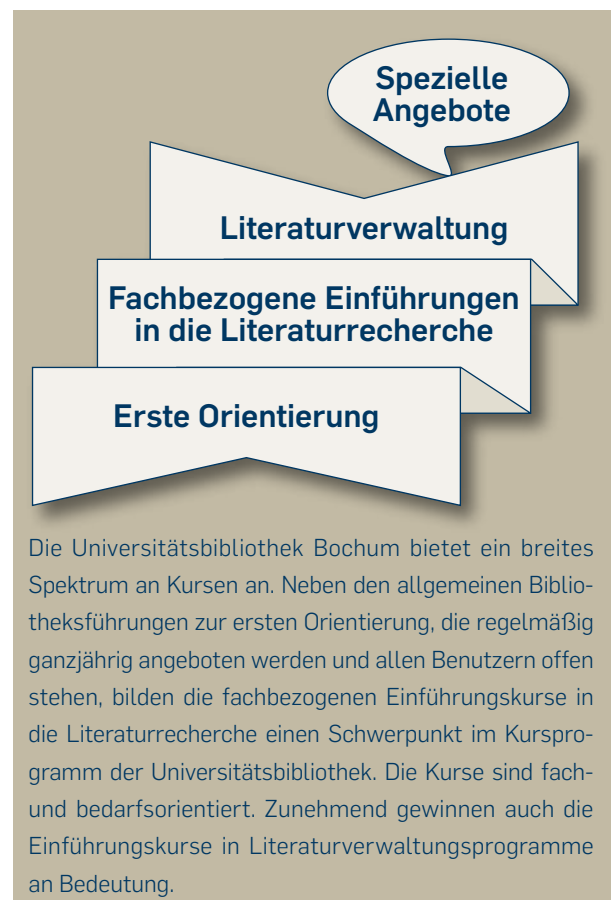 Spezielle
Angebote
Literaturverwaltung
Fachbezogene Einführungen
in die Literaturrecherche
Erste Orientierung
Die Universitätsbibliothek Bochum bietet ein breites
Spektrum an Kursen an. Neben den allgemeinen Biblio-
theksführungen zur ersten Orientierung, die regelmäßig
ganzjährig angeboten werden und allen Benutzern offen
stehen, bilden die fachbezogenen Einführungskurse in
die Literaturrecherche einen Schwerpunkt im Kurspro-
gramm der Universitätsbibliothek. Die Kurse sind fach-
und bedarfsorientiert. Zunehmend gewinnen auch die
Einführungskurse in Literaturverwaltungsprogramme
an Bedeutung.